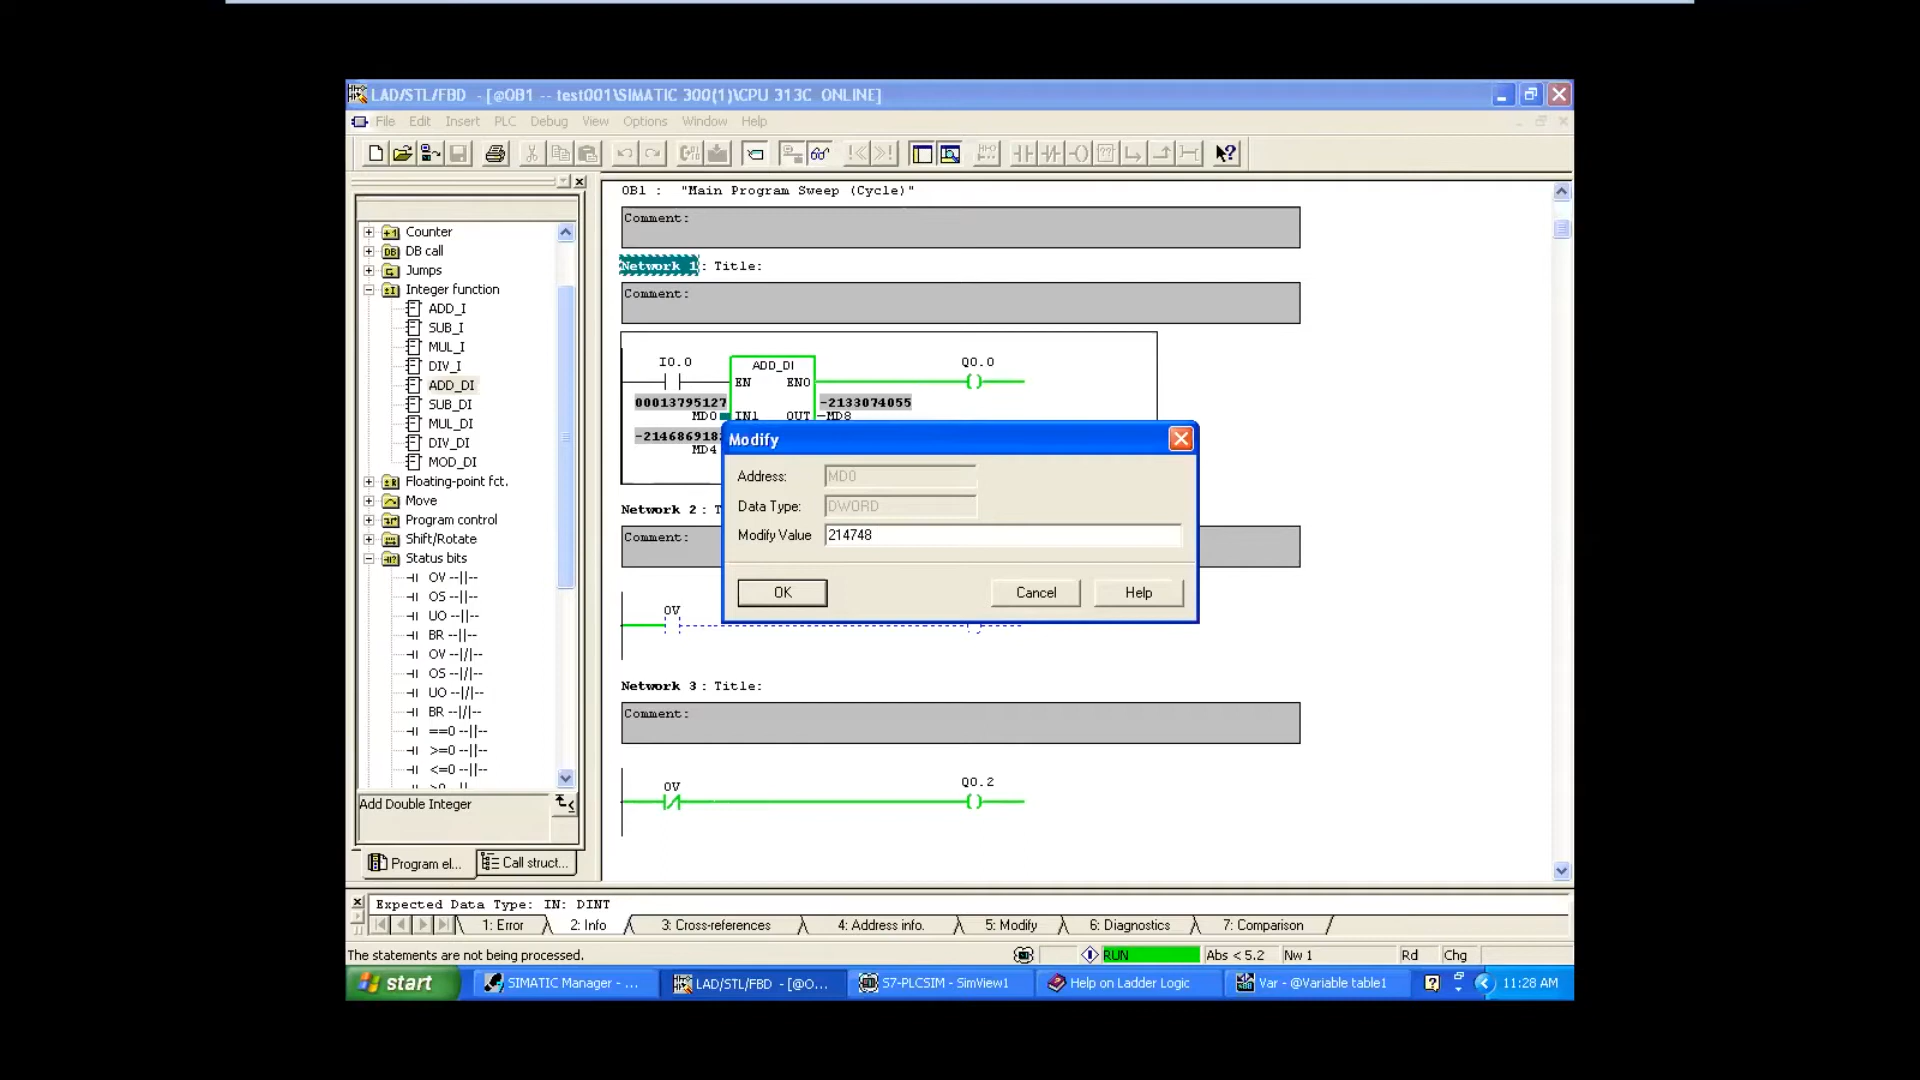 LAD/STL/FBD - [@OB1 -- test001\SIMATIC 300(1)\CPU 313C ONLINE]
File Edit Insert PLC Debug View Options Window Help
OB1 : "Main Program Sweep (Cycle)"
Comment:
Network 1: Title:
Comment:
I0.0
ADD_DI
Q0.0
EN ENO
00013795127
-2133074055
MD0 IN1 OUT MD8
MD4
Network 2 :
Comment:
OV
Network 3 : Title:
Comment:
OV
Q0.2
Counter
DB call
Jumps
Integer function
ADD_I
SUB_I
MUL_I
DIV_I
ADD_DI
SUB_DI
MUL_DI
DIV_DI
MOD_DI
Floating-point fct.
Move
Program control
Shift/Rotate
Status bits
OV --||--
OS --||--
UO --||--
BR --||--
OV --|/|--
OS --|/|--
UO --|/|--
BR --|/|--
==0 --||--
>=0 --||--
<=0 --||--
Add Double Integer
Program el...
Call struct...
Modify
Address: MD0
Data Type: DWORD
Modify Value 214748
OK Cancel Help
Expected Data Type: IN: DINT
1: Error 2: Info 3: Cross-references 4: Address info. 5: Modify 6: Diagnostics 7: Comparison
The statements are not being processed.
RUN
Abs < 5.2
Nw 1
Rd
Chg
start
SIMATIC Manager - ...
LAD/STL/FBD - [@O...
S7-PLCSIM - SimView1
Help on Ladder Logic
Var - @Variable table1
11:28 AM